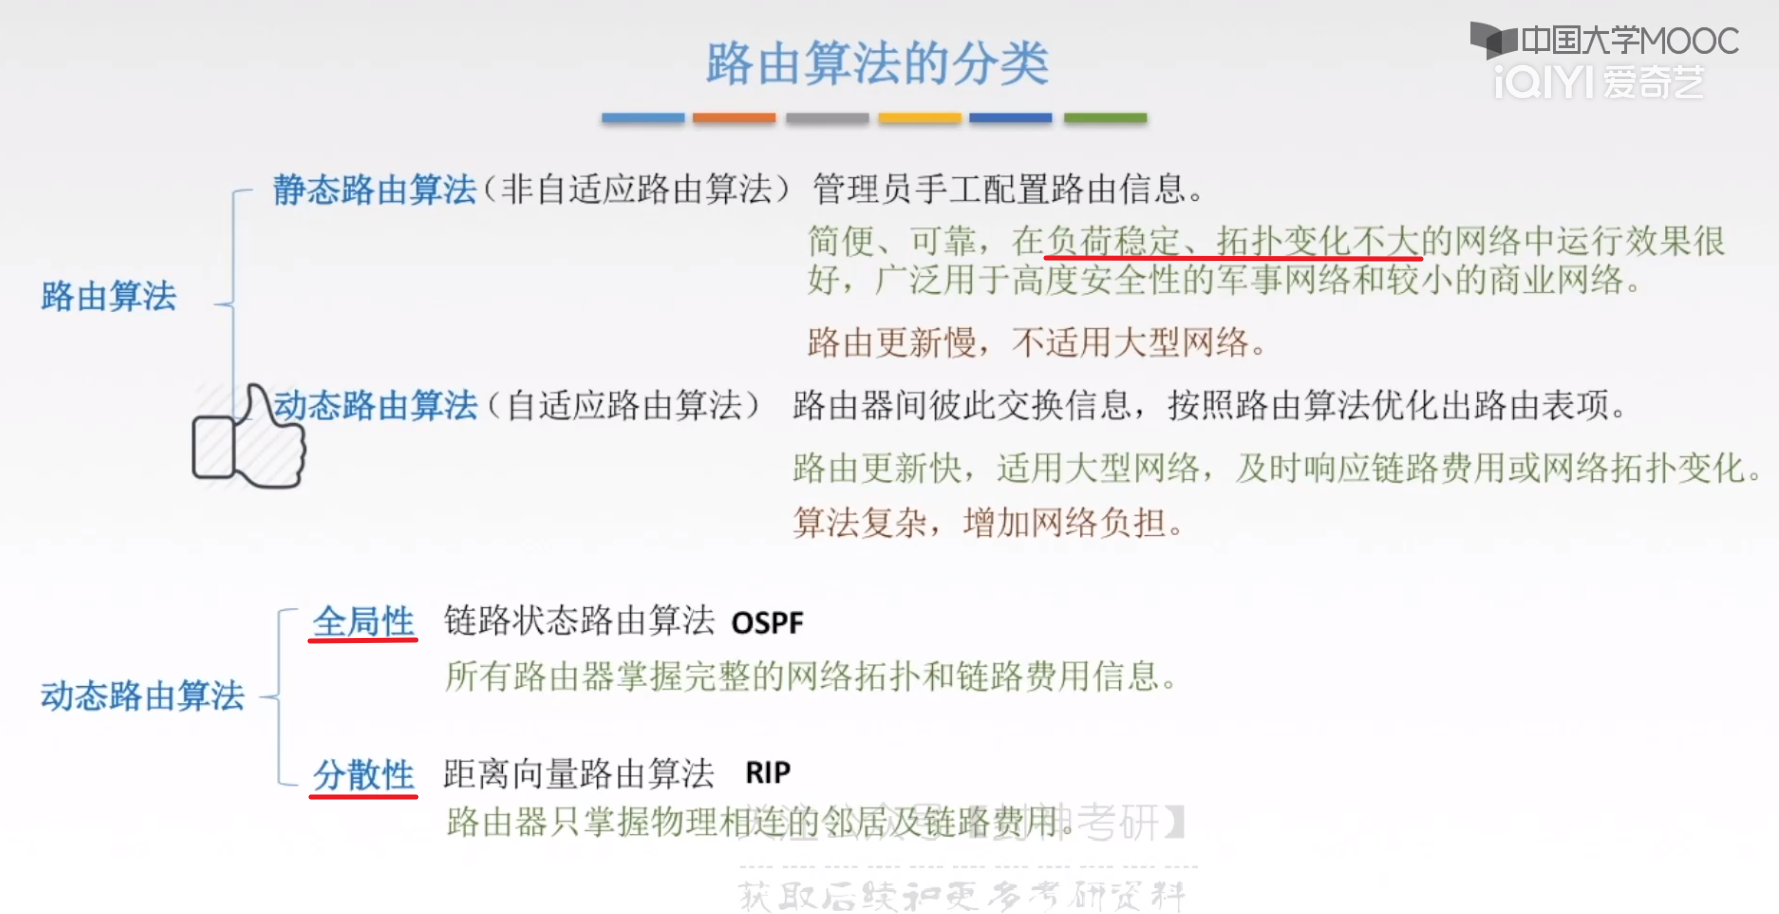 中国大学MOOC
iQIYI 爱奇艺
路由算法的分类
静态路由算法（非自适应路由算法） 管理员手工配置路由信息。
简便、可靠，在负荷稳定、拓扑变化不大的网络中运行效果很
好，广泛用于高度安全性的军事网络和较小的商业网络。
路由算法
路由更新慢，不适用大型网络。
动态路由算法（自适应路由算法） 路由器间彼此交换信息，按照路由算法优化出路由表项。
路由更新快，适用大型网络，及时响应链路费用或网络拓扑变化。
算法复杂，增加网络负担。
动态路由算法
全局性 链路状态路由算法 OSPF
所有路由器掌握完整的网络拓扑和链路费用信息。
分散性 距离向量路由算法 RIP
路由器只掌握物理相连的邻居及链路费用。
关注公众号【封神考研】
获取后续和更多考研资料